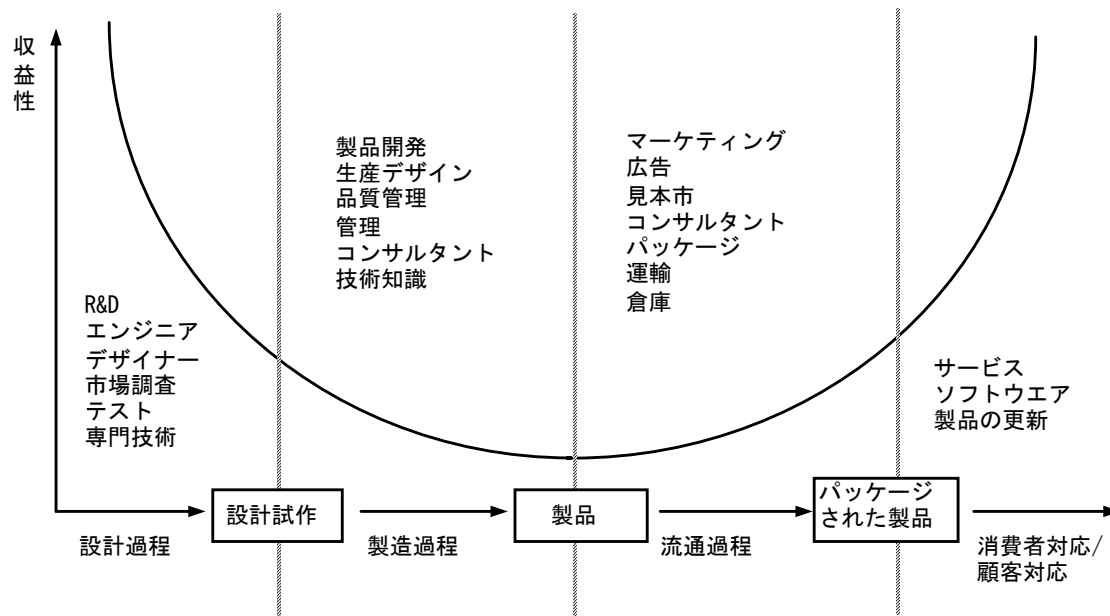 収益性
製品開発
生産デザイン
品質管理
管理
コンサルタント
技術知識
マーケティング
広告
見本市
コンサルタント
パッケージ
運輸
倉庫
R&D
エンジニア
デザイナー
市場調査
テスト
専門技術
サービス
ソフトウエア
製品の更新
設計試作
製品
パッケージ
された製品
設計過程
製造過程
流通過程
消費者対応/
顧客対応